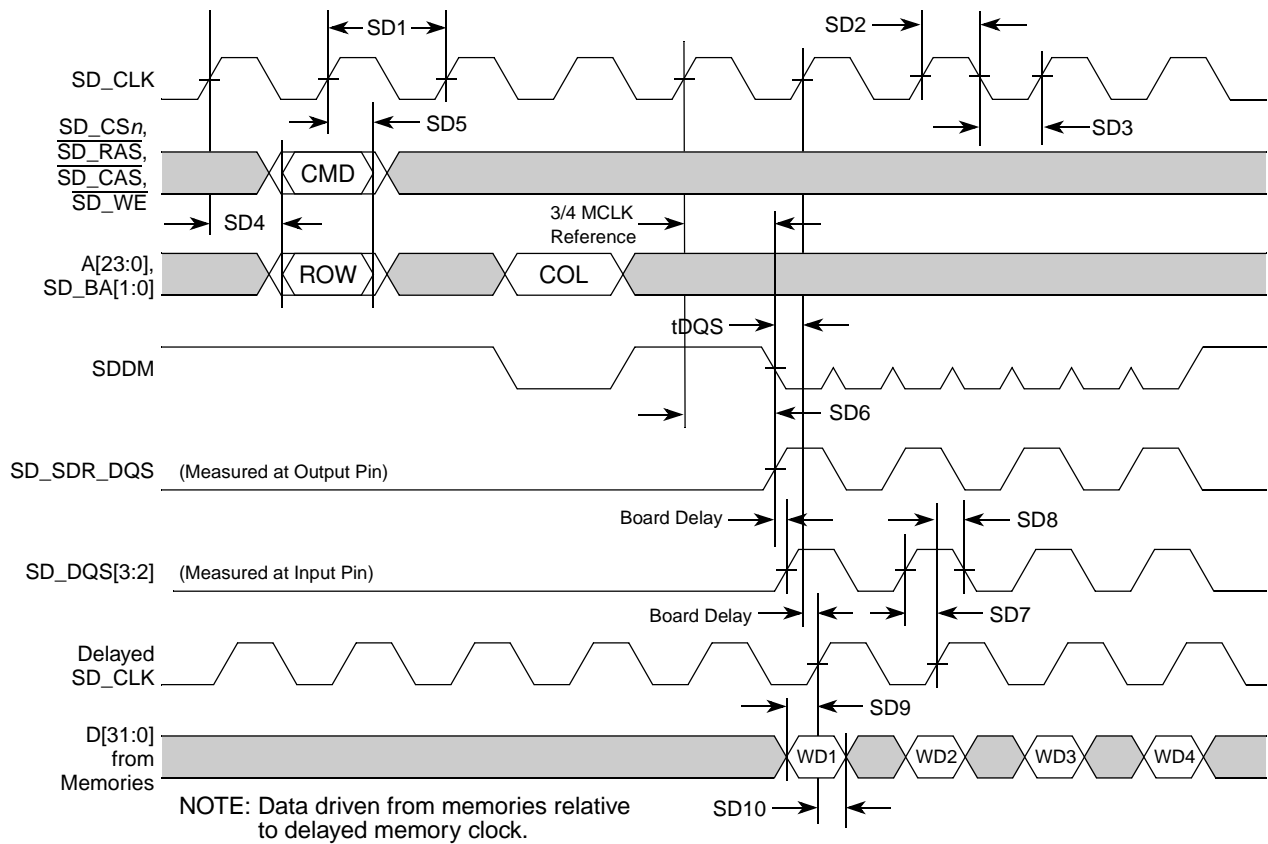 SD1
SD2
SD_CLK
SD3
SD5
SD_CSn,
SD_RAS,
SD_CAS,
SD_WE
CMD
SD4
3/4 MCLK
Reference
A[23:0],
SD_BA[1:0]
ROW
COL
tDQS
SDDM
SD6
SD_SDR_DQS
(Measured at Output Pin)
Board Delay
SD8
SD_DQS[3:2]
(Measured at Input Pin)
Board Delay
SD7
Delayed
SD_CLK
SD9
D[31:0]
from
Memories
WD1
WD2
WD3
WD4
SD10
NOTE: Data driven from memories relative
to delayed memory clock.